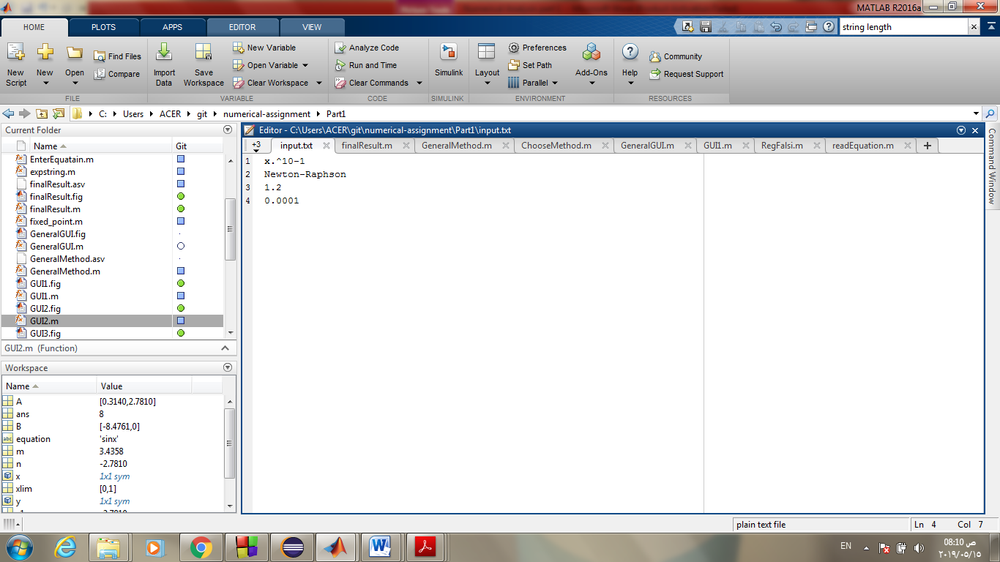 MATLAB R2016a
HOME PLOTS APPS EDITOR VIEW string length
New Script New Open Find Files Compare Import Data Save Workspace New Variable Open Variable Clear Workspace Analyze Code Run and Time Clear Commands Simulink Layout Preferences Set Path Parallel Add-Ons Help Community Request Support
FILE VARIABLE CODE SIMULINK ENVIRONMENT RESOURCES
C: Users ACER git numerical-assignment Part1
Current Folder
Name Git
EnterEquatain.m
expstring.m
finalResult.asv
finalResult.fig
finalResult.m
fixed_point.m
GeneralGUI.fig
GeneralGUI.m
GeneralMethod.asv
GeneralMethod.m
GUI1.fig
GUI1.m
GUI2.fig
GUI2.m
GUI3.fig
GUI2.m (Function)
Workspace
Name Value
A [0.3140,2.7810]
ans 8
B [-8.4761,0]
equation 'sinx'
m 3.4358
n -2.7810
x 1x1 sym
xlim [0,1]
y 1x1 sym
Editor - C:\Users\ACER\git\numerical-assignment\Part1\input.txt
+3 input.txt finalResult.m GeneralMethod.m ChooseMethod.m GeneralGUI.m GUI1.m RegFalsi.m readEquation.m
1 x.^10-1
2 Newton-Raphson
3 1.2
4 0.0001
Command Window
plain text file Ln 4 Col 7
EN
08:10 ص
٢٠١٩/٠٥/١٥